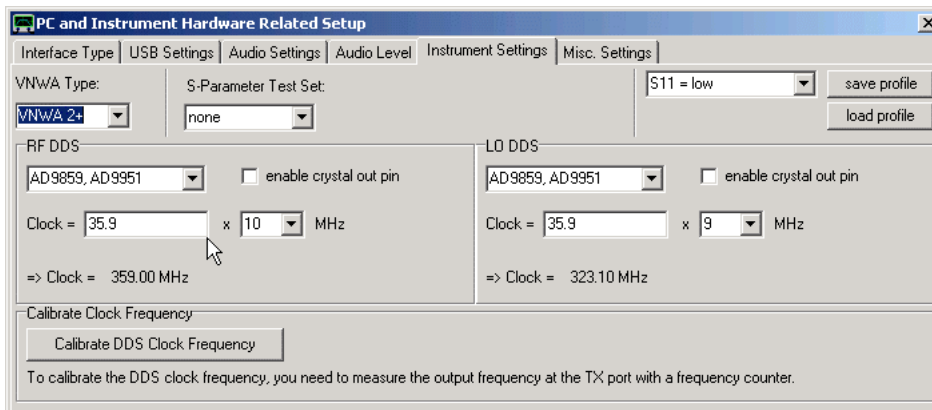 PC and Instrument Hardware Related Setup
Interface Type USB Settings Audio Settings Audio Level Instrument Settings Misc. Settings
VNWA Type: S-Parameter Test Set: S11 = low save profile
VNWA 2+ none load profile
RF DDS LO DDS
AD9859, AD9951 enable crystal out pin AD9859, AD9951 enable crystal out pin
Clock = 35.9 x 10 MHz Clock = 35.9 x 9 MHz
=> Clock = 359.00 MHz => Clock = 323.10 MHz
Calibrate Clock Frequency
Calibrate DDS Clock Frequency
To calibrate the DDS clock frequency, you need to measure the output frequency at the TX port with a frequency counter.